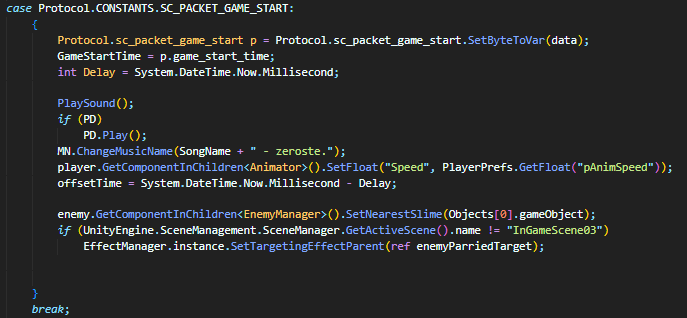 case Protocol.CONSTANTS.SC_PACKET_GAME_START:
{
Protocol.sc_packet_game_start p = Protocol.sc_packet_game_start.SetByteToVar(data);
GameStartTime = p.game_start_time;
int Delay = System.DateTime.Now.Millisecond;
PlaySound();
if (PD)
PD.Play();
MN.ChangeMusicName(SongName + " - zeroste.");
player.GetComponentInChildren<Animator>().SetFloat("Speed", PlayerPrefs.GetFloat("pAnimSpeed"));
offsetTime = System.DateTime.Now.Millisecond - Delay;
enemy.GetComponentInChildren<EnemyManager>().SetNearestSlime(Objects[0].gameObject);
if (UnityEngine.SceneManagement.SceneManager.GetActiveScene().name != "InGameScene03")
EffectManager.instance.SetTargetingEffectParent(ref enemyParriedTarget);
}
break;